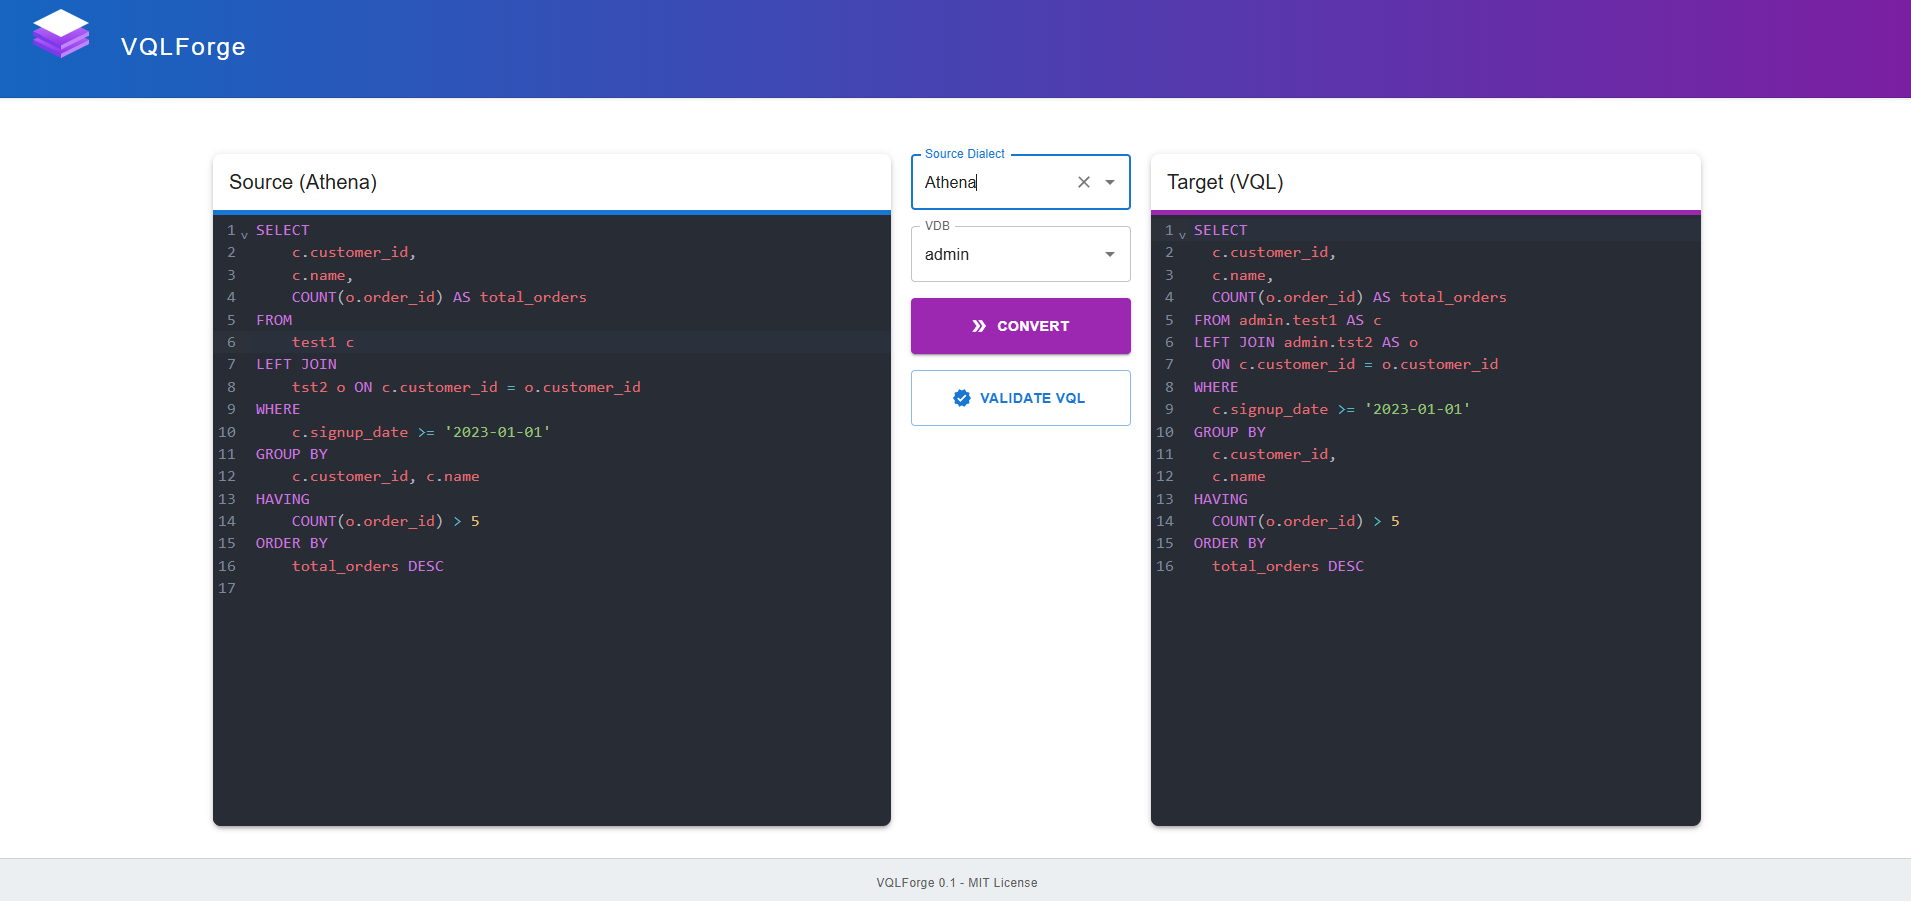 VQLForge
Source (Athena)
1 SELECT
2     c.customer_id,
3     c.name,
4     COUNT(o.order_id) AS total_orders
5 FROM
6     test1 c
7 LEFT JOIN
8     tst2 o ON c.customer_id = o.customer_id
9 WHERE
10     c.signup_date >= '2023-01-01'
11 GROUP BY
12     c.customer_id, c.name
13 HAVING
14     COUNT(o.order_id) > 5
15 ORDER BY
16     total_orders DESC
17
Source Dialect
Athena
VDB
admin
CONVERT
VALIDATE VQL
Target (VQL)
1 SELECT
2   c.customer_id,
3   c.name,
4   COUNT(o.order_id) AS total_orders
5 FROM admin.test1 AS c
6 LEFT JOIN admin.tst2 AS o
7   ON c.customer_id = o.customer_id
8 WHERE
9   c.signup_date >= '2023-01-01'
10 GROUP BY
11   c.customer_id,
12   c.name
13 HAVING
14   COUNT(o.order_id) > 5
15 ORDER BY
16   total_orders DESC
VQLForge 0.1 - MIT License